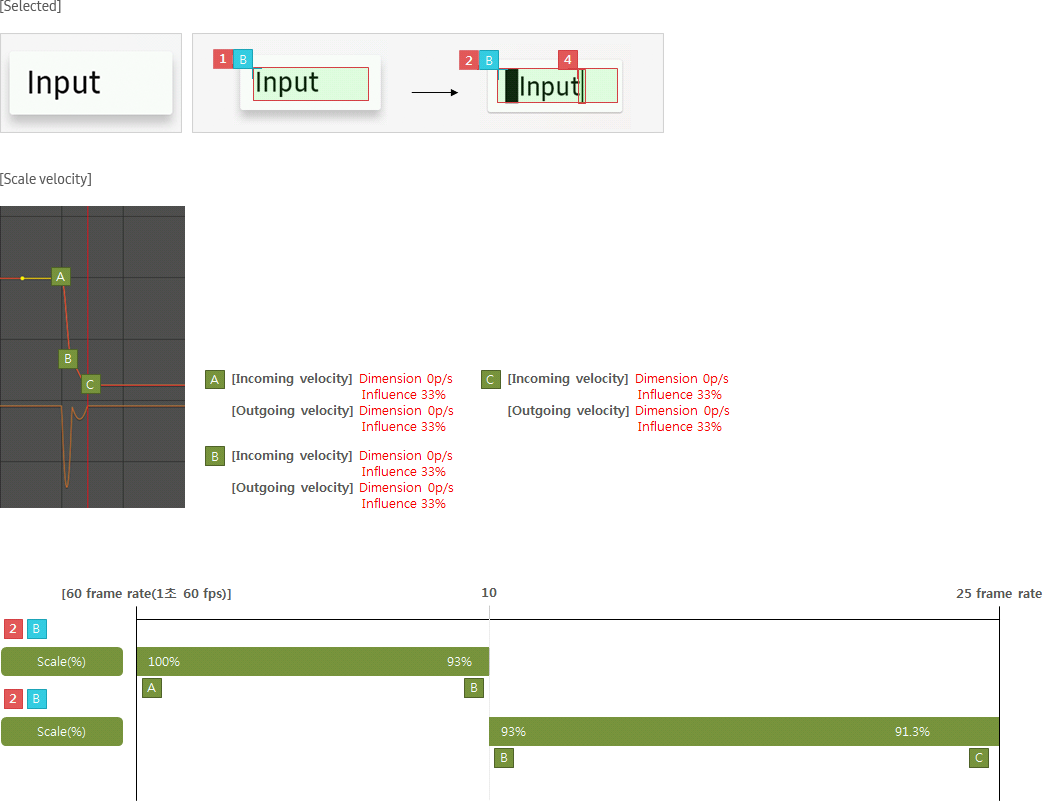 [Selected]
Input
1 B
Input
2 B 4
Input
[Scale velocity]
A
B
C
A [Incoming velocity] Dimension 0p/s
Influence 33%
[Outgoing velocity] Dimension 0p/s
Influence 33%
C [Incoming velocity] Dimension 0p/s
Influence 33%
[Outgoing velocity] Dimension 0p/s
Influence 33%
B [Incoming velocity] Dimension 0p/s
Influence 33%
[Outgoing velocity] Dimension 0p/s
Influence 33%
[60 frame rate(1초 60 fps)] 10 25 frame rate
2 B
Scale(%) 100% 93%
A B
2 B
Scale(%) 93% 91.3%
B C